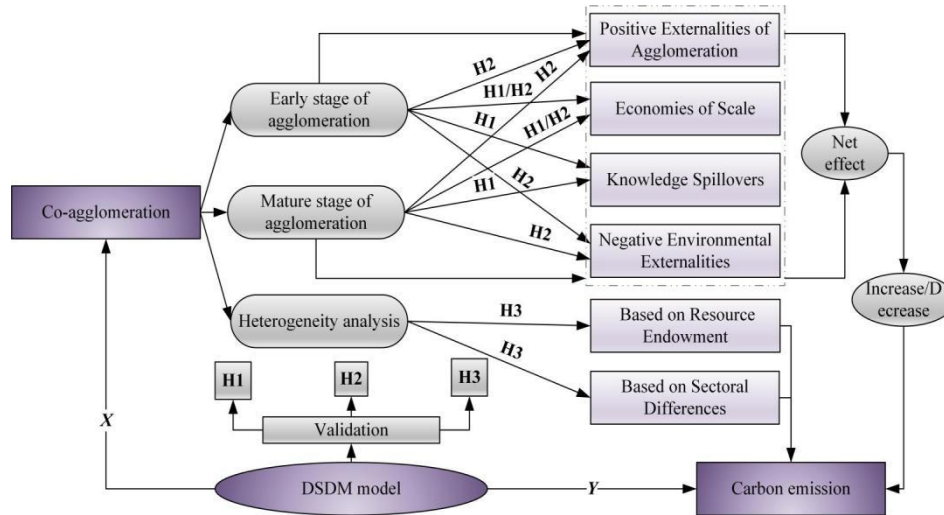 Positive Externalities of
Agglomeration
H2
H2
Early stage of
agglomeration
H1/H2
Economies of Scale
H1
H1/H2
Net
effect
H1
H2
Knowledge Spillovers
Co-agglomeration
Mature stage of
agglomeration
H2
Negative Environmental
Externalities
Increase/D
ecrease
Heterogeneity analysis
H3
Based on Resource
Endowment
H3
H1
H2
H3
Based on Sectoral
Differences
X
Validation
DSDM model
Y
Carbon emission